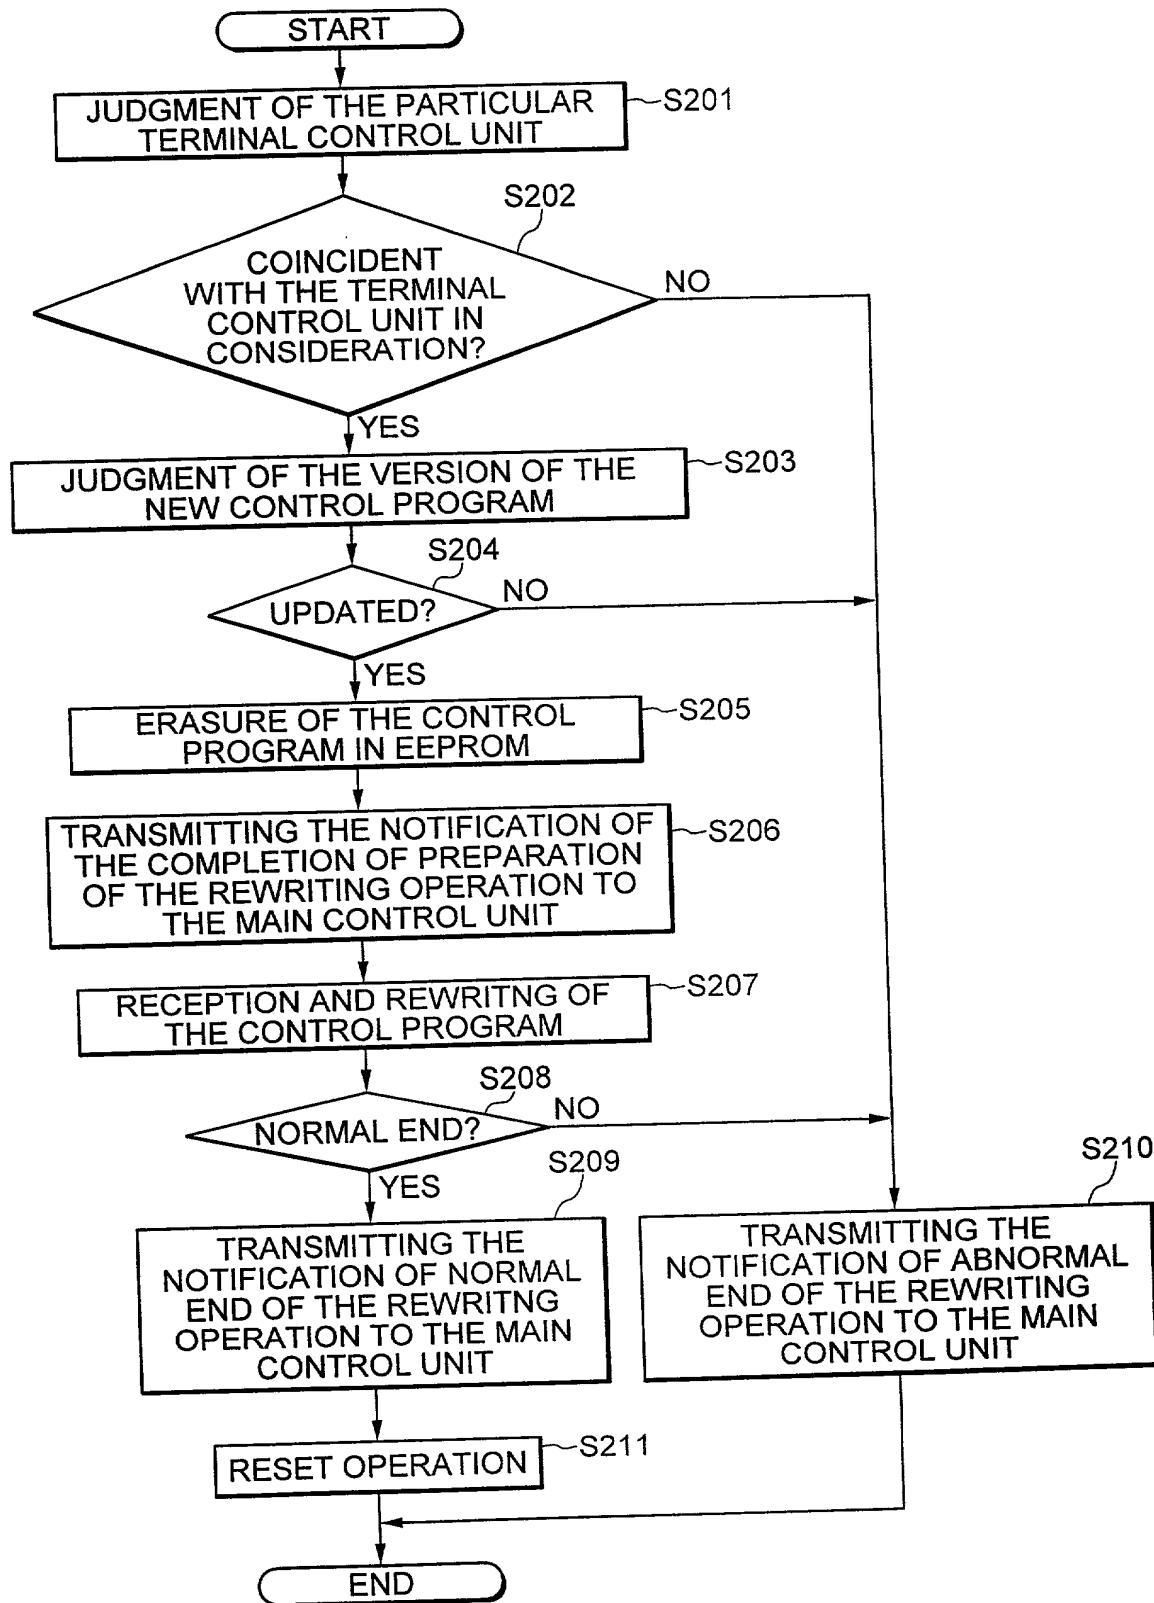 START
JUDGMENT OF THE PARTICULAR
TERMINAL CONTROL UNIT
S201
S202
COINCIDENT
WITH THE TERMINAL
CONTROL UNIT IN
CONSIDERATION?
NO
YES
JUDGMENT OF THE VERSION OF THE
NEW CONTROL PROGRAM
S203
S204
UPDATED?
NO
YES
ERASURE OF THE CONTROL
PROGRAM IN EEPROM
S205
TRANSMITTING THE NOTIFICATION OF
THE COMPLETION OF PREPARATION
OF THE REWRITING OPERATION TO
THE MAIN CONTROL UNIT
S206
RECEPTION AND REWRITNG OF
THE CONTROL PROGRAM
S207
S208
NORMAL END?
NO
YES
S209
TRANSMITTING THE
NOTIFICATION OF NORMAL
END OF THE REWRITNG
OPERATION TO THE MAIN
CONTROL UNIT
S210
TRANSMITTING THE
NOTIFICATION OF ABNORMAL
END OF THE REWRITING
OPERATION TO THE MAIN
CONTROL UNIT
RESET OPERATION
S211
END